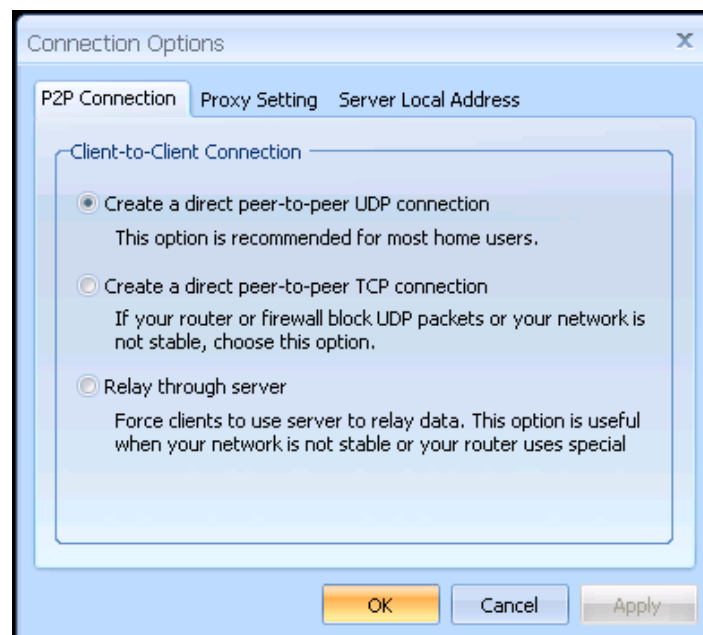 Connection Options
P2P Connection Proxy Setting Server Local Address
Client-to-Client Connection
Create a direct peer-to-peer UDP connection
This option is recommended for most home users.
Create a direct peer-to-peer TCP connection
If your router or firewall block UDP packets or your network is
not stable, choose this option.
Relay through server
Force clients to use server to relay data. This option is useful
when your network is not stable or your router uses special
OK Cancel Apply